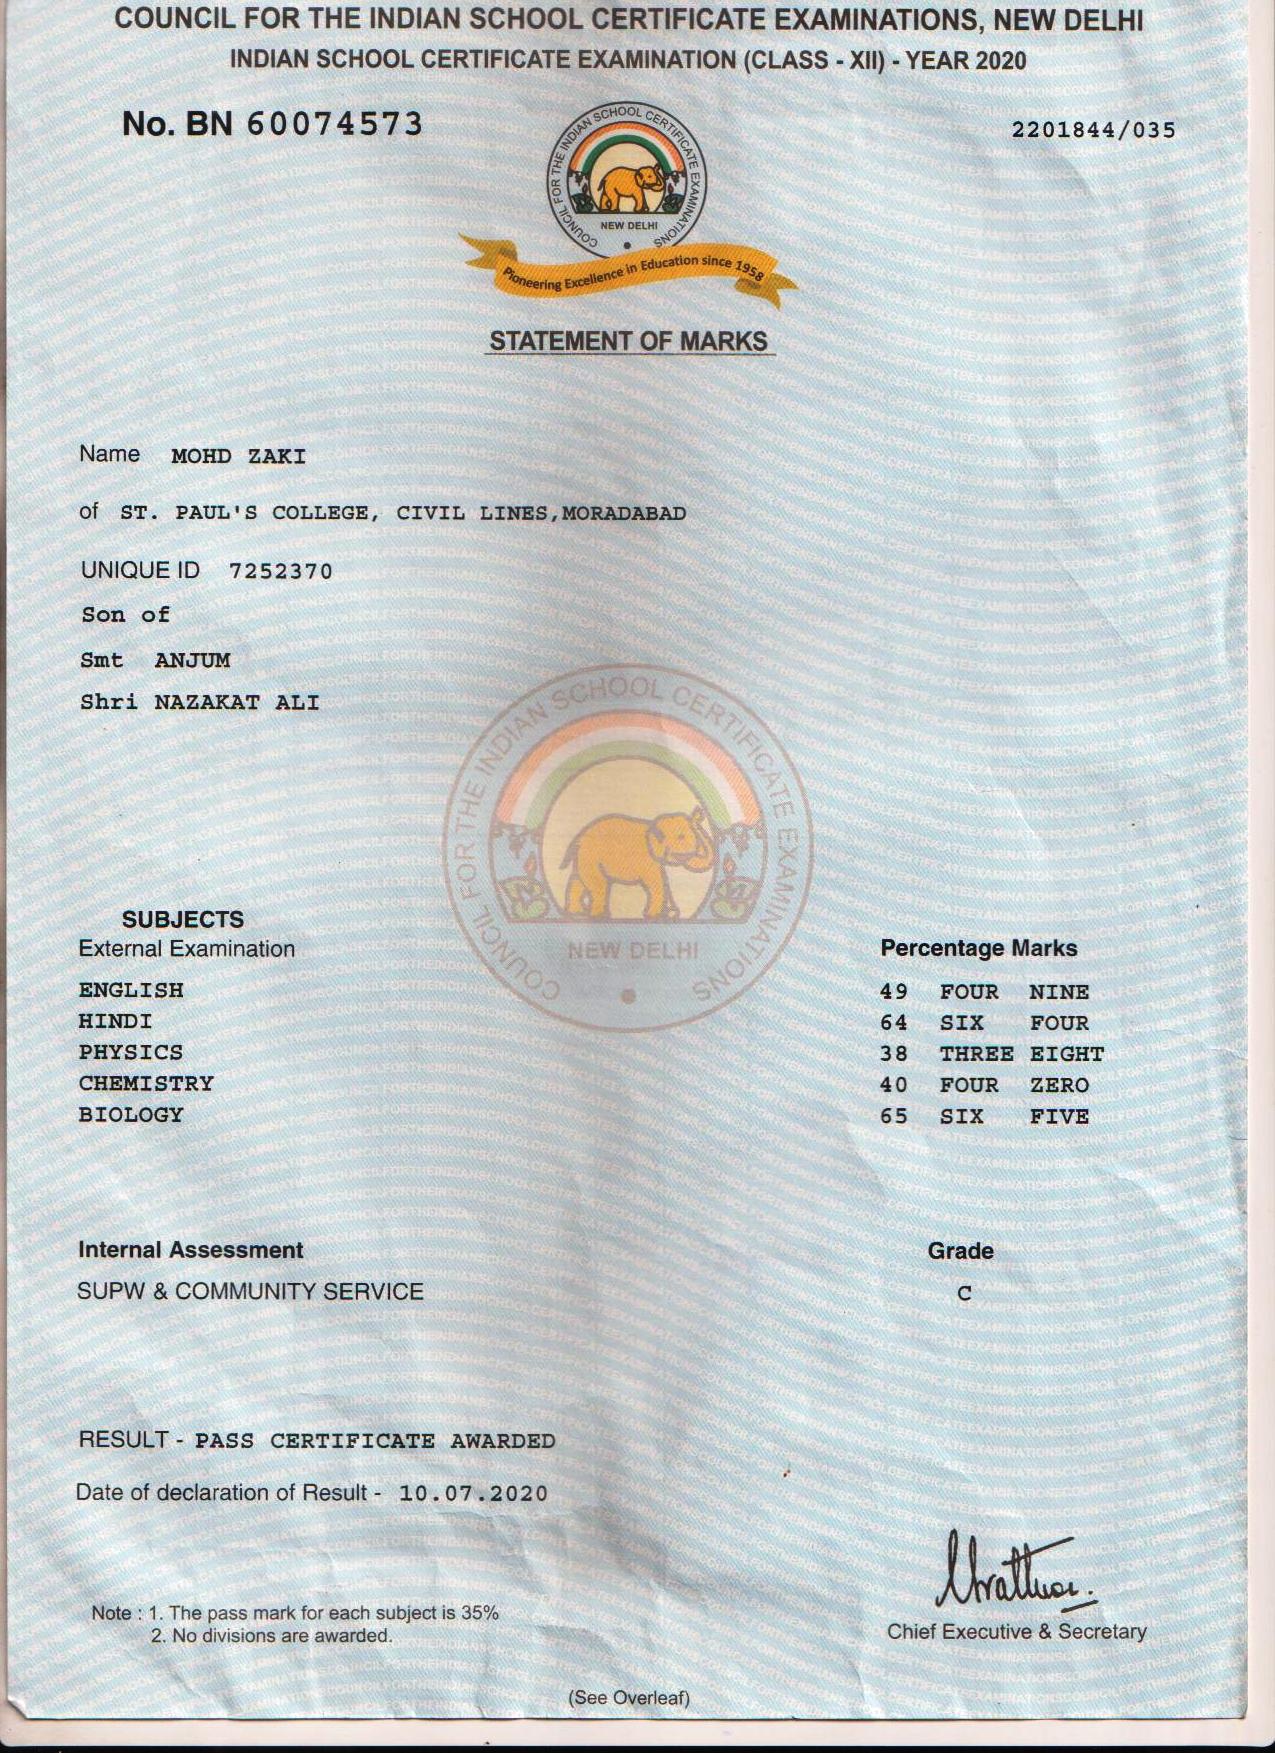 COUNCIL FOR THE INDIAN SCHOOL CERTIFICATE EXAMINATIONS, NEW DELHI
INDIAN SCHOOL CERTIFICATE EXAMINATION (CLASS - XII) - YEAR 2020
No. BN 60074573
2201844/035
COUNCIL FOR THE INDIAN SCHOOL CERTIFICATE EXAMINATIONS
NEW DELHI
Pioneering Excellence in Education since 1958
STATEMENT OF MARKS
Name MOHD ZAKI
of ST. PAUL'S COLLEGE, CIVIL LINES,MORADABAD
UNIQUE ID 7252370
Son of
Smt ANJUM
Shri NAZAKAT ALI
COUNCIL FOR THE INDIAN SCHOOL CERTIFICATE EXAMINATIONS
NEW DELHI
SUBJECTS
External Examination Percentage Marks
ENGLISH 49 FOUR NINE
HINDI 64 SIX FOUR
PHYSICS 38 THREE EIGHT
CHEMISTRY 40 FOUR ZERO
BIOLOGY 65 SIX FIVE
Internal Assessment Grade
SUPW & COMMUNITY SERVICE C
RESULT - PASS CERTIFICATE AWARDED
Date of declaration of Result - 10.07.2020
Note : 1. The pass mark for each subject is 35%
2. No divisions are awarded.
Chief Executive & Secretary
(See Overleaf)